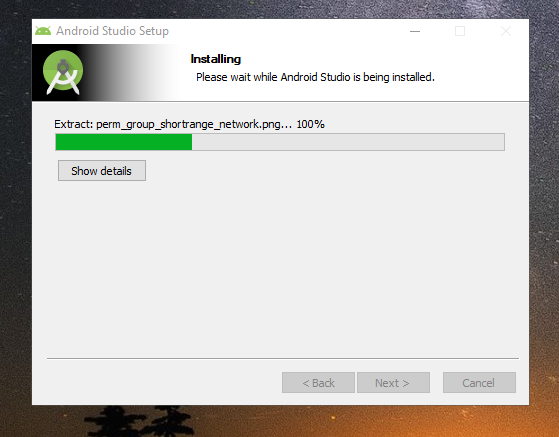 Android Studio Setup
Installing
Please wait while Android Studio is being installed.
Extract: perm_group_shortrange_network.png... 100%
Show details
< Back
Next >
Cancel